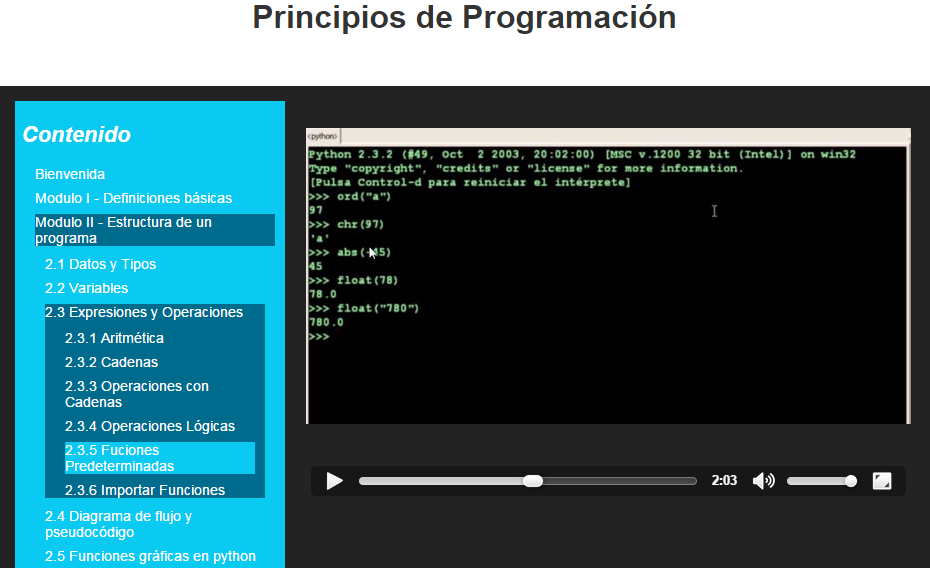 Principios de Programación
Contenido
Bienvenida
Modulo I - Definiciones básicas
Modulo II - Estructura de un
programa
2.1 Datos y Tipos
2.2 Variables
2.3 Expresiones y Operaciones
2.3.1 Aritmética
2.3.2 Cadenas
2.3.3 Operaciones con
Cadenas
2.3.4 Operaciones Lógicas
2.3.5 Fuciones
Predeterminadas
2.3.6 Importar Funciones
2.4 Diagrama de flujo y
pseudocódigo
2.5 Funciones gráficas en python
<python>
Python 2.3.2 (#49, Oct  2 2003, 20:02:00) [MSC v.1200 32 bit (Intel)] on win32
Type "copyright", "credits" or "license" for more information.
[Pulsa Control-d para reiniciar el intérprete]
>>> ord("a")
97
>>> chr(97)
'a'
>>> abs(-45)
45
>>> float(78)
78.0
>>> float("780")
780.0
>>>
2:03